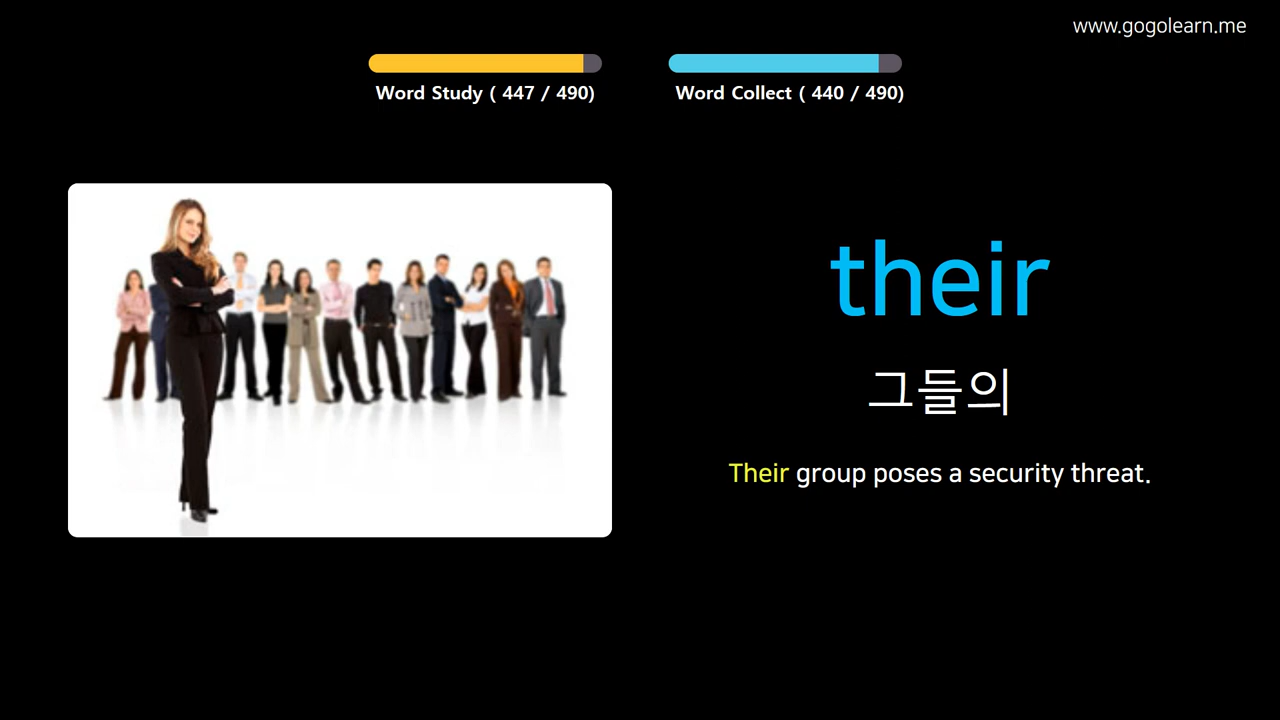 www.gogolearn.me
Word Study ( 447 / 490)
Word Collect ( 440 / 490)
their
그들의
Their group poses a security threat.